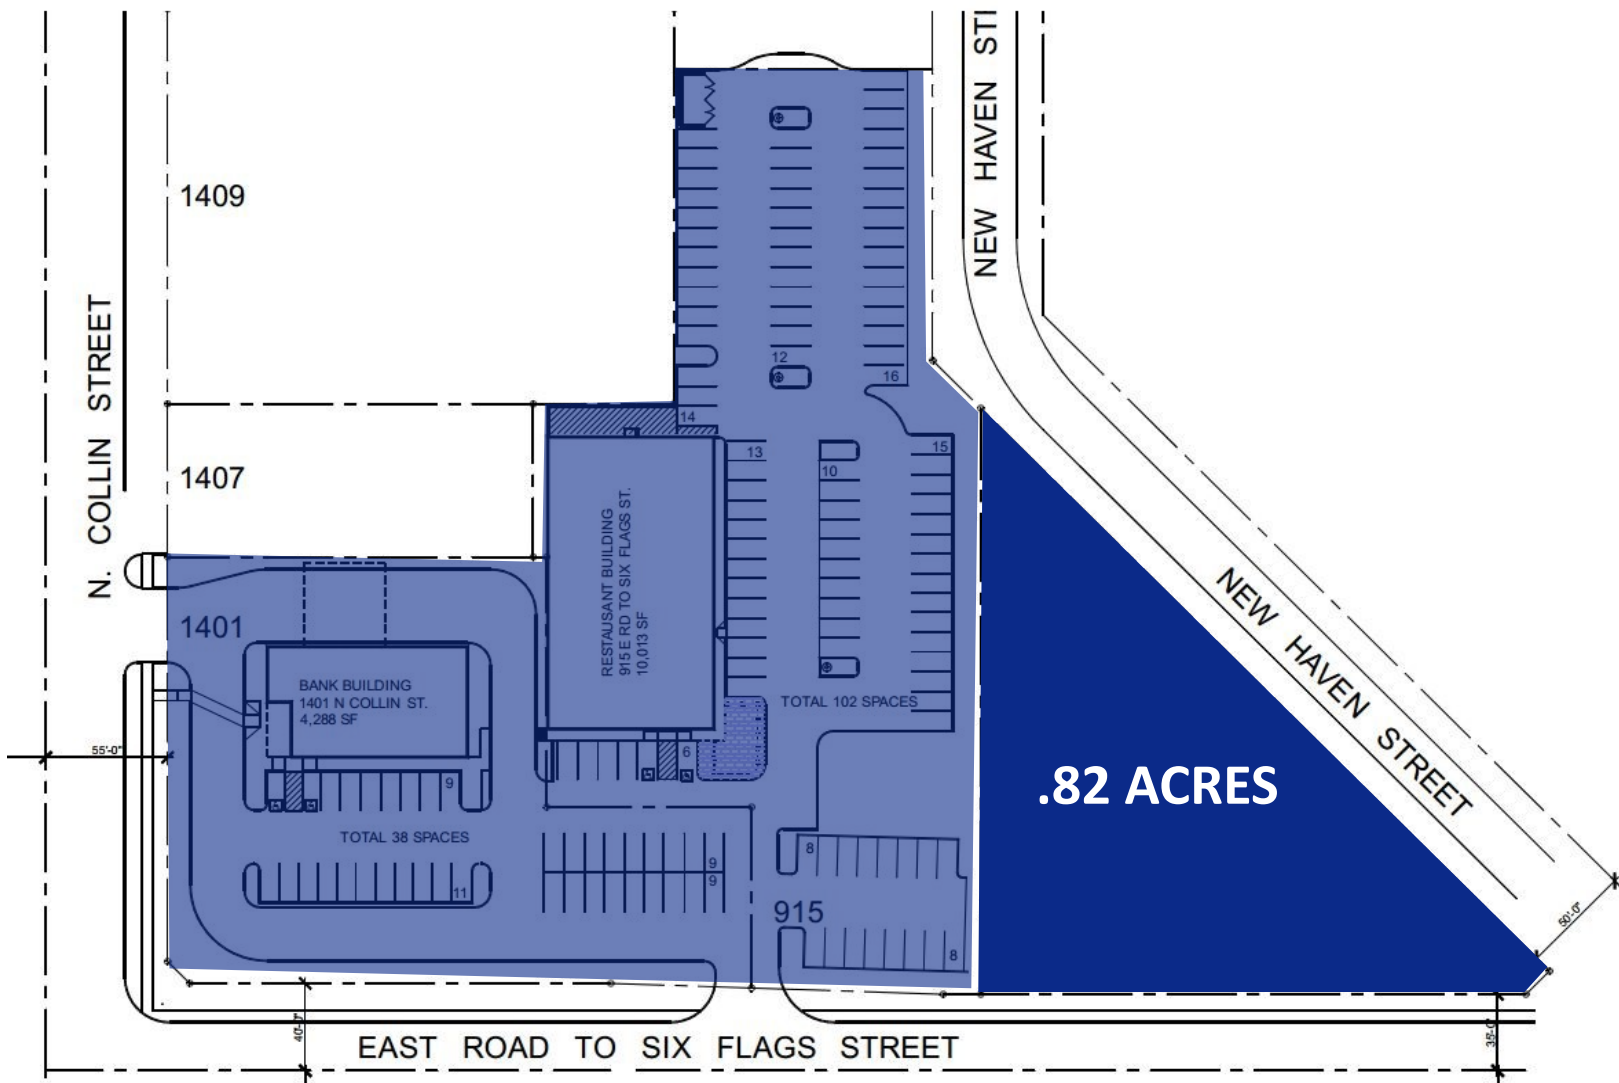 NEW HAVEN STI
1409
N. COLLIN STREET
12
16
14
1407
13
10
15
RESTAUSANT BUILDING
915 E RD TO SIX FLAGS ST.
10,013 SF
NEW HAVEN STREET
1401
BANK BUILDING
1401 N COLLIN ST.
4,288 SF
TOTAL 102 SPACES
55'-0"
6
9
.82 ACRES
TOTAL 38 SPACES
8
9
9
11
915
8
50'-0"
40'-0"
35'-0"
EAST ROAD TO SIX FLAGS STREET